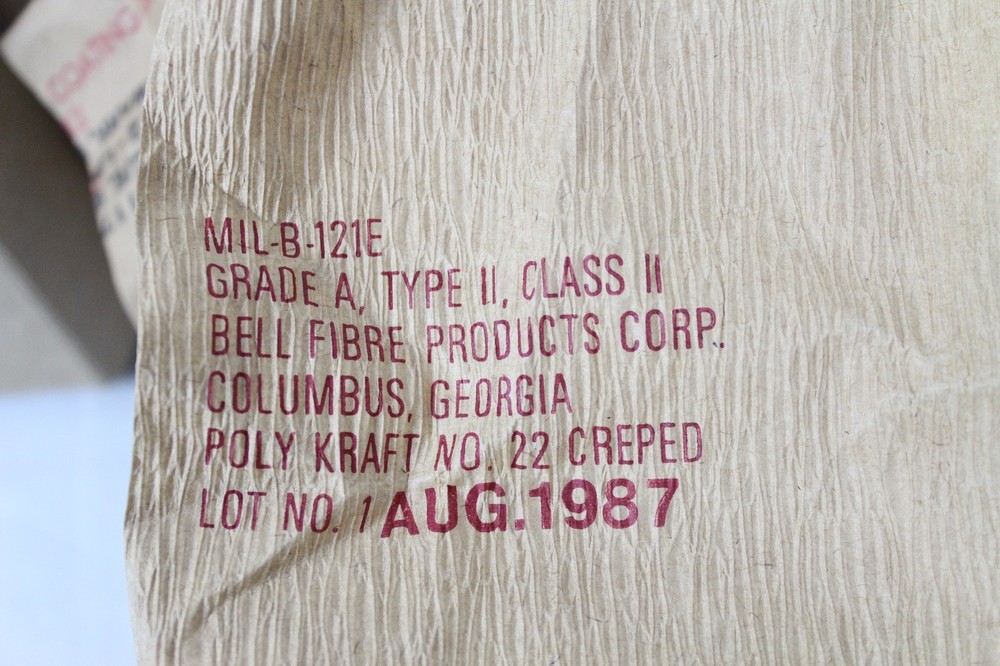 COATING
MIL-B-121E
GRADE A, TYPE II, CLASS II
BELL FIBRE PRODUCTS CORP.
COLUMBUS, GEORGIA
POLY KRAFT NO. 22 CREPED
LOT NO. 1 AUG.1987